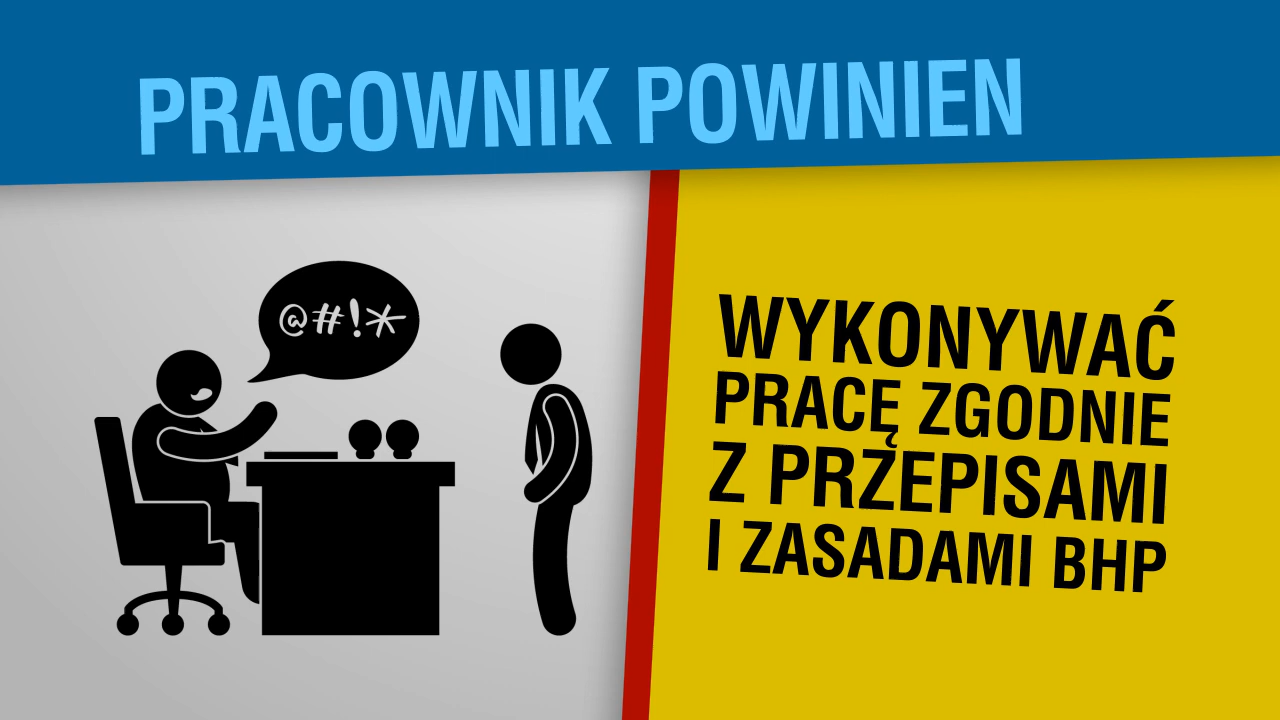 PRACOWNIK POWINIEN
@#!*
WYKONYWAĆ
PRACĘ ZGODNIE
Z PRZEPISAMI
I ZASADAMI BHP